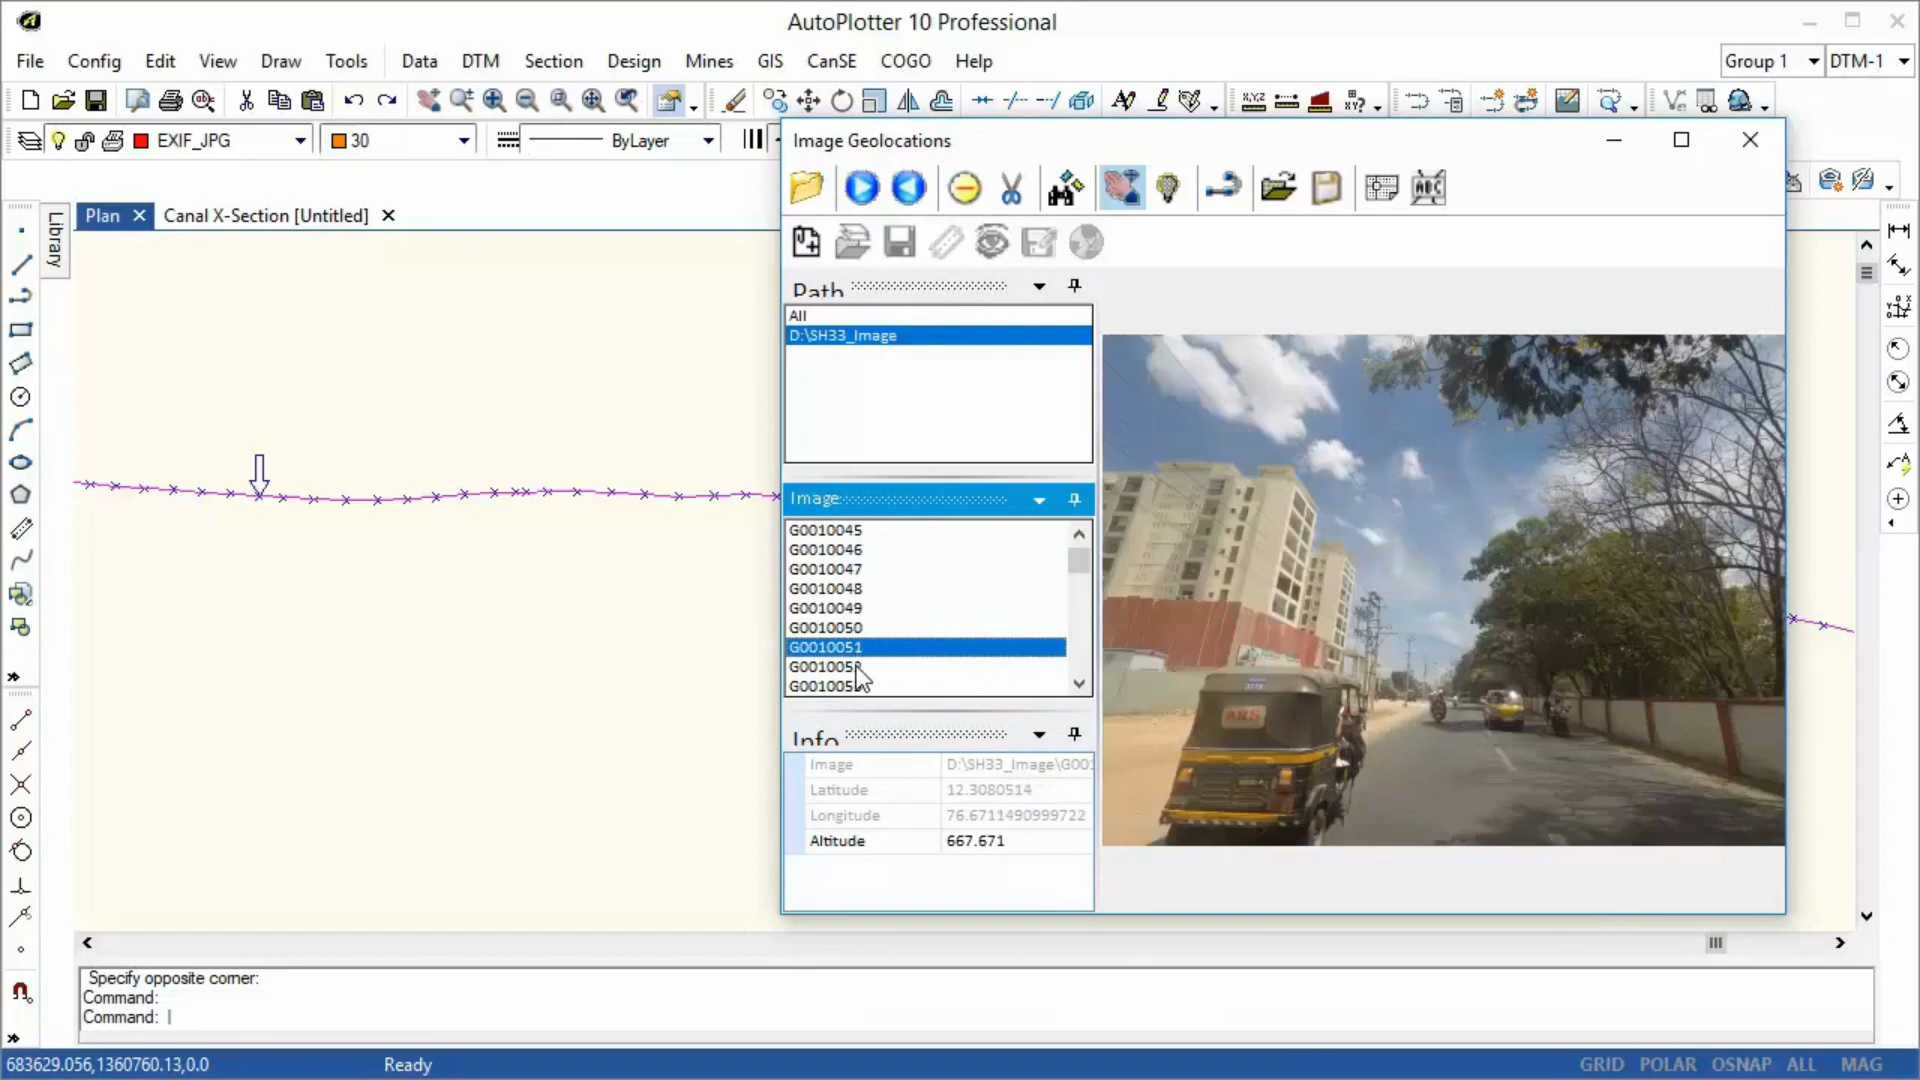 AutoPlotter 10 Professional
File Config Edit View Draw Tools Data DTM Section Design Mines GIS CanSE COGO Help
Group 1 DTM-1
EXIF_JPG 30 ByLayer
Image Geolocations
Plan Canal X-Section [Untitled]
Library
Path
All
D:\SH33_Image
Image
G0010045
G0010046
G0010047
G0010048
G0010049
G0010050
G0010051
Info
Image D:\SH33_Image\G001
Latitude 12.3080514
Longitude 76.6711490999722
Altitude 667.671
ARS
Specify opposite corner:
Command:
Command:
683629.056,1360760.13,0.0 Ready GRID POLAR OSNAP ALL MAG